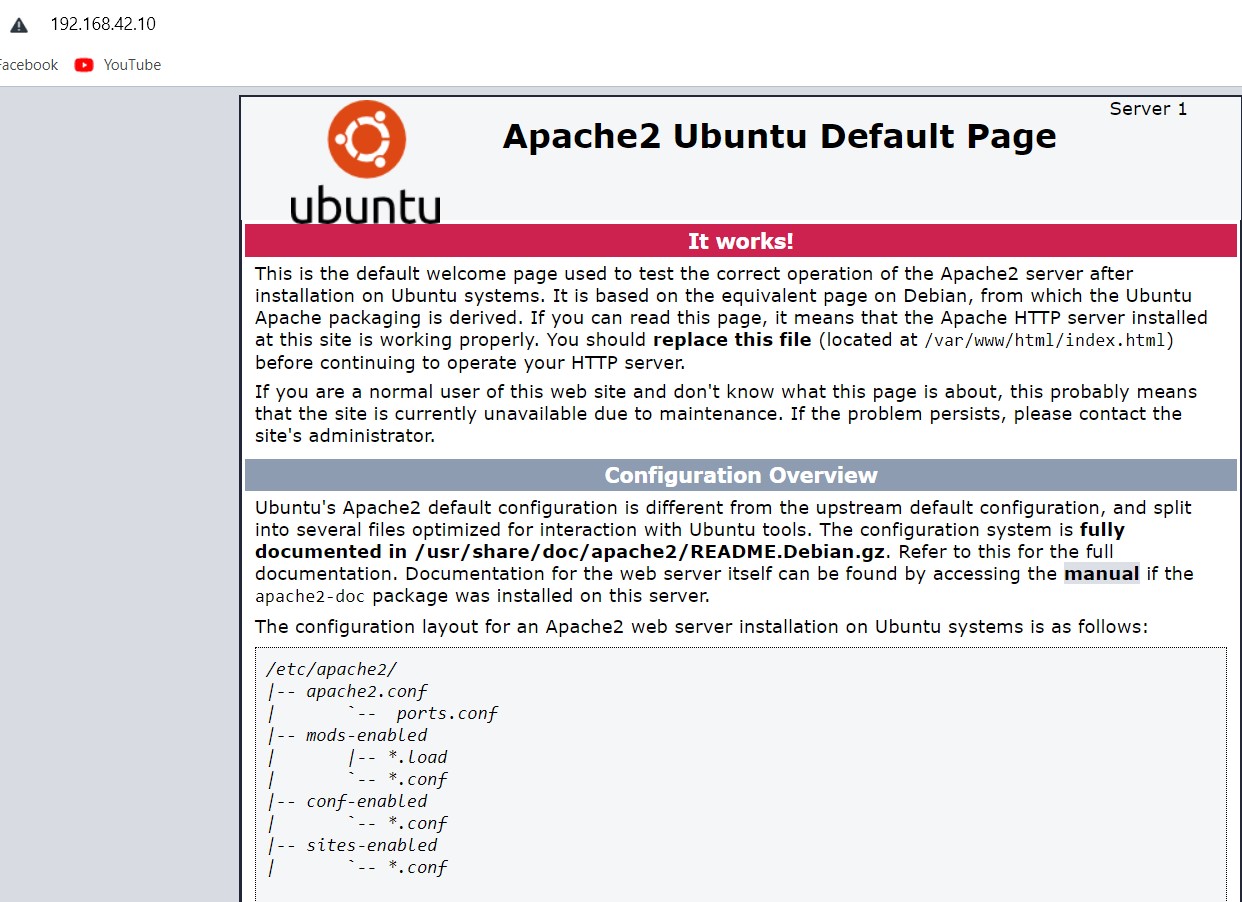 192.168.42.10
acebook YouTube
Server 1
Apache2 Ubuntu Default Page
ubuntu
It works!
This is the default welcome page used to test the correct operation of the Apache2 server after
installation on Ubuntu systems. It is based on the equivalent page on Debian, from which the Ubuntu
Apache packaging is derived. If you can read this page, it means that the Apache HTTP server installed
at this site is working properly. You should replace this file (located at /var/www/html/index.html)
before continuing to operate your HTTP server.
If you are a normal user of this web site and don't know what this page is about, this probably means
that the site is currently unavailable due to maintenance. If the problem persists, please contact the
site's administrator.
Configuration Overview
Ubuntu's Apache2 default configuration is different from the upstream default configuration, and split
into several files optimized for interaction with Ubuntu tools. The configuration system is fully
documented in /usr/share/doc/apache2/README.Debian.gz. Refer to this for the full
documentation. Documentation for the web server itself can be found by accessing the manual if the
apache2-doc package was installed on this server.
The configuration layout for an Apache2 web server installation on Ubuntu systems is as follows:
/etc/apache2/
|-- apache2.conf
|       `--  ports.conf
|-- mods-enabled
|       |-- *.load
|       `-- *.conf
|-- conf-enabled
|       `-- *.conf
|-- sites-enabled
|       `-- *.conf